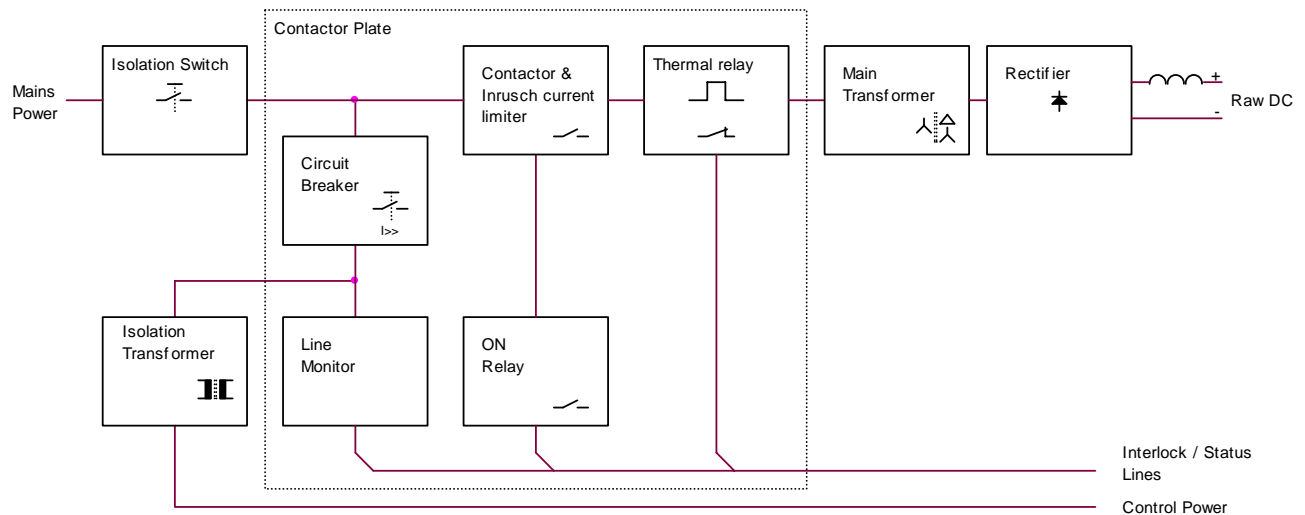 Contactor Plate
Isolation Switch
Mains
Power
Contactor &
Inrusch current
limiter
Thermal relay
Main
Transformer
Rectifier
+
-
Raw DC
Circuit
Breaker
I>>
Isolation
Transformer
Line
Monitor
ON
Relay
Interlock / Status
Lines
Control Power